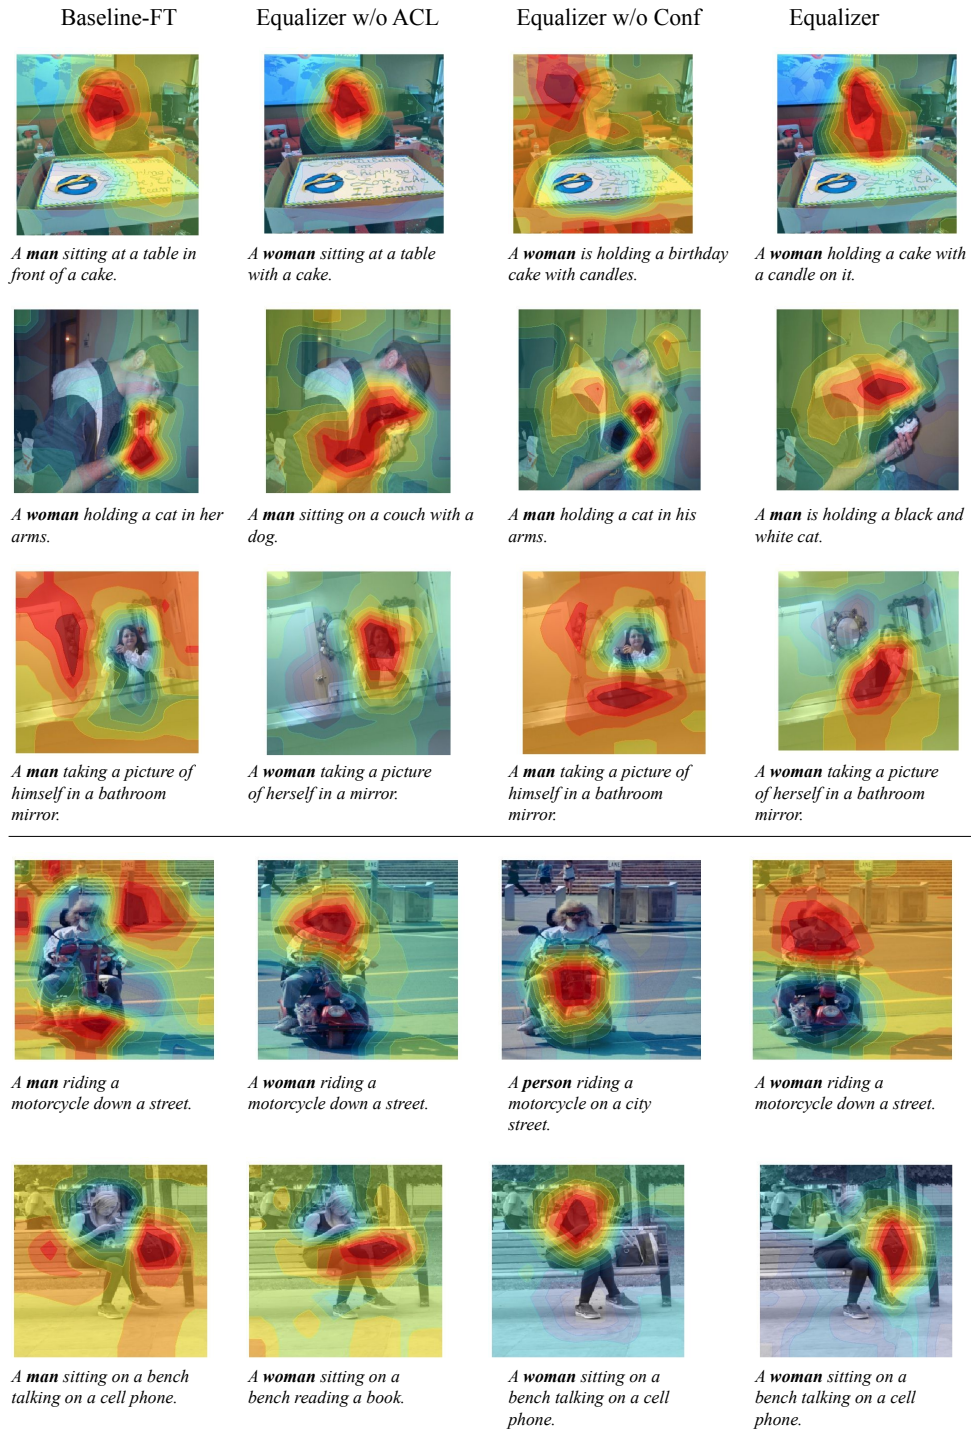 Baseline-FT
Equalizer w/o ACL
Equalizer w/o Conf
Equalizer
A man sitting at a table in
front of a cake.
A woman sitting at a table
with a cake.
A woman is holding a birthday
cake with candles.
A woman holding a cake with
a candle on it.
A woman holding a cat in her
arms.
A man sitting on a couch with a
dog.
A man holding a cat in his
arms.
A man is holding a black and
white cat.
A man taking a picture of
himself in a bathroom
mirror.
A woman taking a picture
of herself in a mirror.
A man taking a picture of
himself in a bathroom
mirror.
A woman taking a picture
of herself in a bathroom
mirror.
A man riding a
motorcycle down a street.
A woman riding a
motorcycle down a street.
A person riding a
motorcycle on a city
street.
A woman riding a
motorcycle down a street.
A man sitting on a bench
talking on a cell phone.
A woman sitting on a
bench reading a book.
A woman sitting on a
bench talking on a cell
phone.
A woman sitting on a
bench talking on a cell
phone.